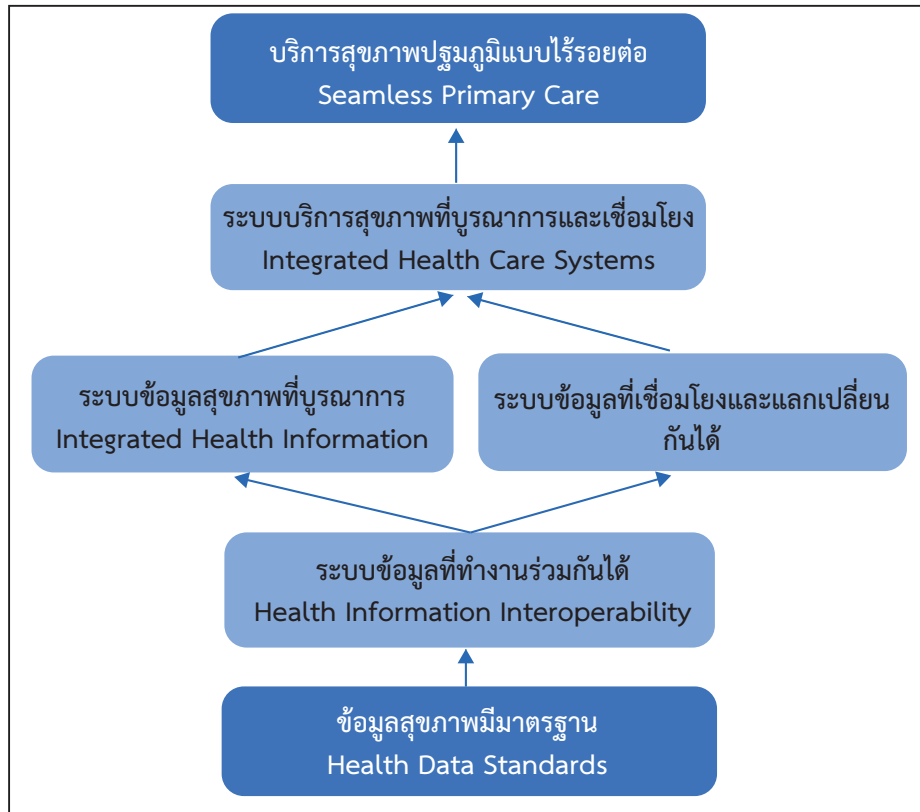 บริการสุขภาพปฐมภูมิแบบไร้รอยต่อ
Seamless Primary Care
ระบบบริการสุขภาพที่บูรณาการและเชื่อมโยง
Integrated Health Care Systems
ระบบข้อมูลสุขภาพที่บูรณาการ
Integrated Health Information
ระบบข้อมูลที่เชื่อมโยงและแลกเปลี่ยน
กันได้
ระบบข้อมูลที่ทำงานร่วมกันได้
Health Information Interoperability
ข้อมูลสุขภาพมีมาตรฐาน
Health Data Standards